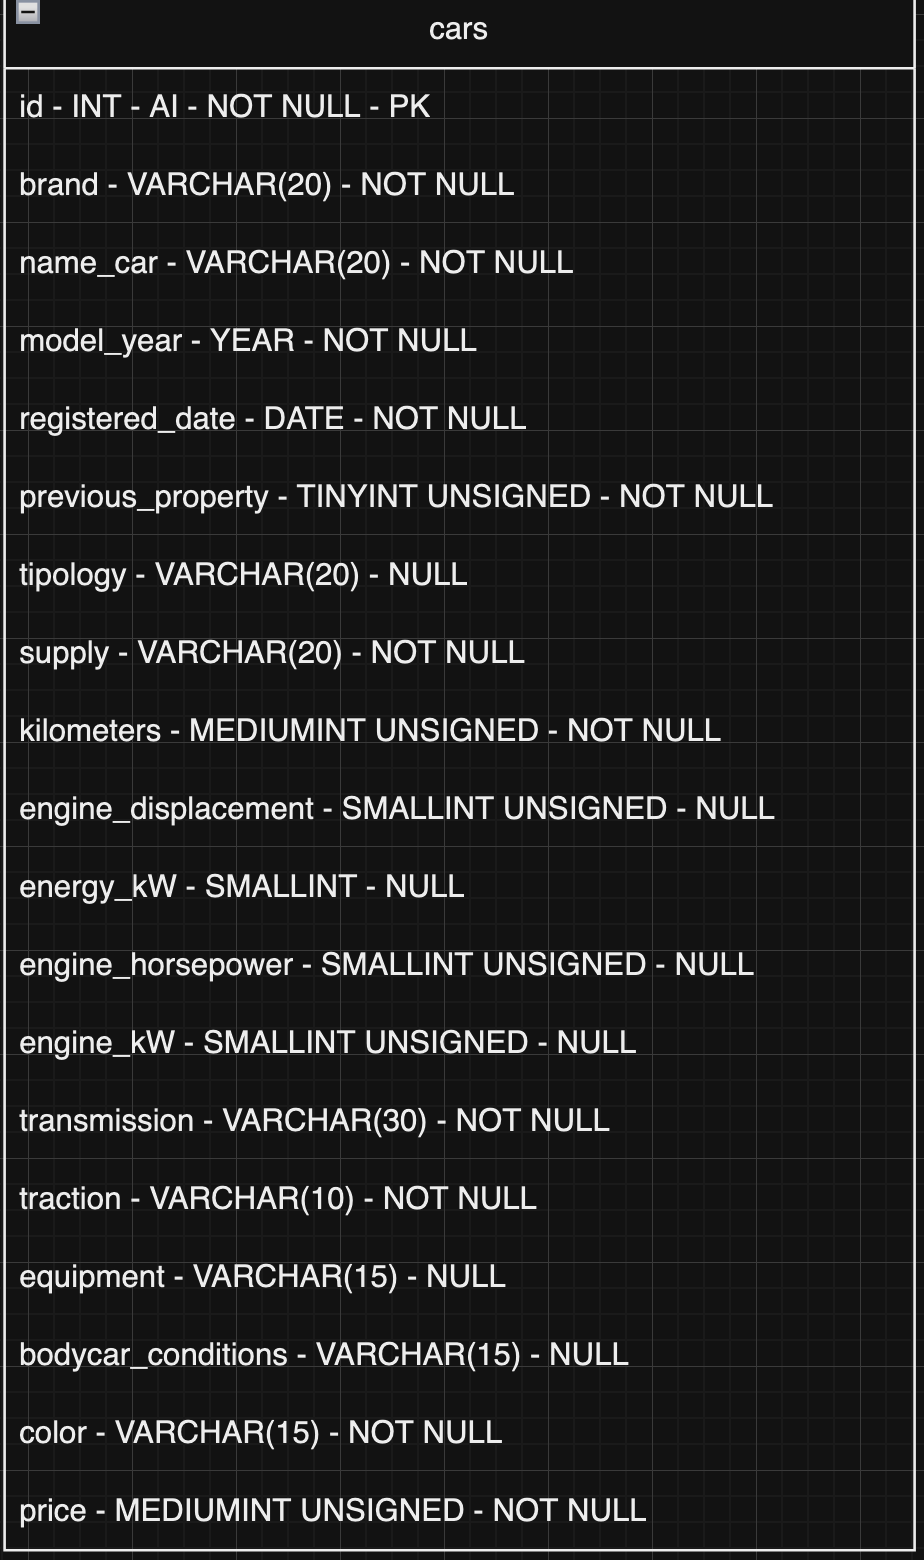 cars
id - INT - AI - NOT NULL - PK
brand - VARCHAR(20) - NOT NULL
name_car - VARCHAR(20) - NOT NULL
model_year - YEAR - NOT NULL
registered_date - DATE - NOT NULL
previous_property - TINYINT UNSIGNED - NOT NULL
tipology - VARCHAR(20) - NULL
supply - VARCHAR(20) - NOT NULL
kilometers - MEDIUMINT UNSIGNED - NOT NULL
engine_displacement - SMALLINT UNSIGNED - NULL
energy_kW - SMALLINT - NULL
engine_horsepower - SMALLINT UNSIGNED - NULL
engine_kW - SMALLINT UNSIGNED - NULL
transmission - VARCHAR(30) - NOT NULL
traction - VARCHAR(10) - NOT NULL
equipment - VARCHAR(15) - NULL
bodycar_conditions - VARCHAR(15) - NULL
color - VARCHAR(15) - NOT NULL
price - MEDIUMINT UNSIGNED - NOT NULL